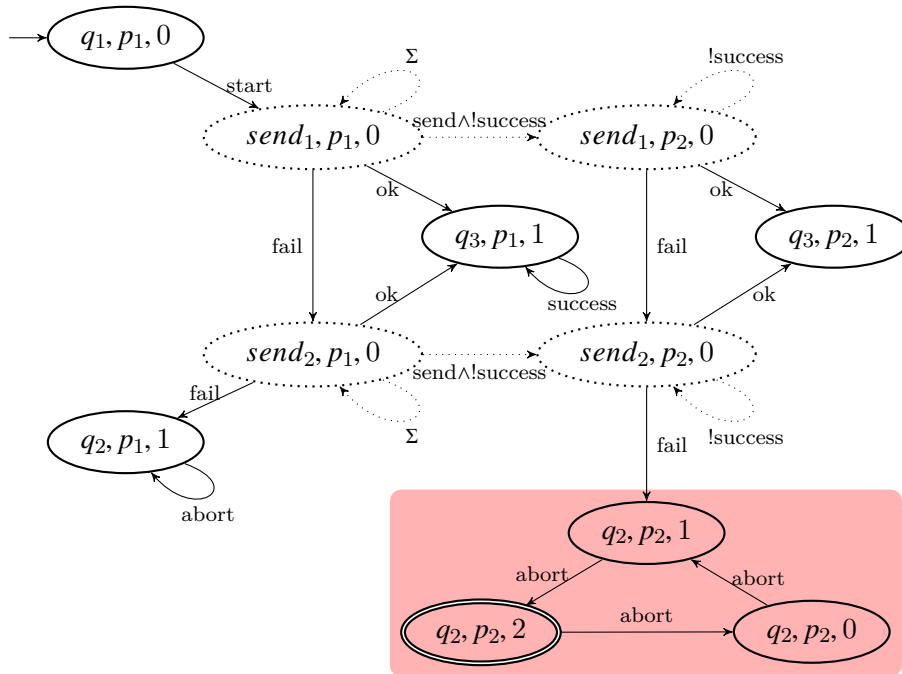 q₁, p₁, 0
start
Σ
!success
send₁, p₁, 0
send∧!success
send₁, p₂, 0
ok
ok
fail
q₃, p₁, 1
fail
q₃, p₂, 1
success
ok
ok
send₂, p₁, 0
send∧!success
send₂, p₂, 0
fail
Σ
!success
q₂, p₁, 1
fail
abort
q₂, p₂, 1
abort
abort
q₂, p₂, 2
abort
q₂, p₂, 0